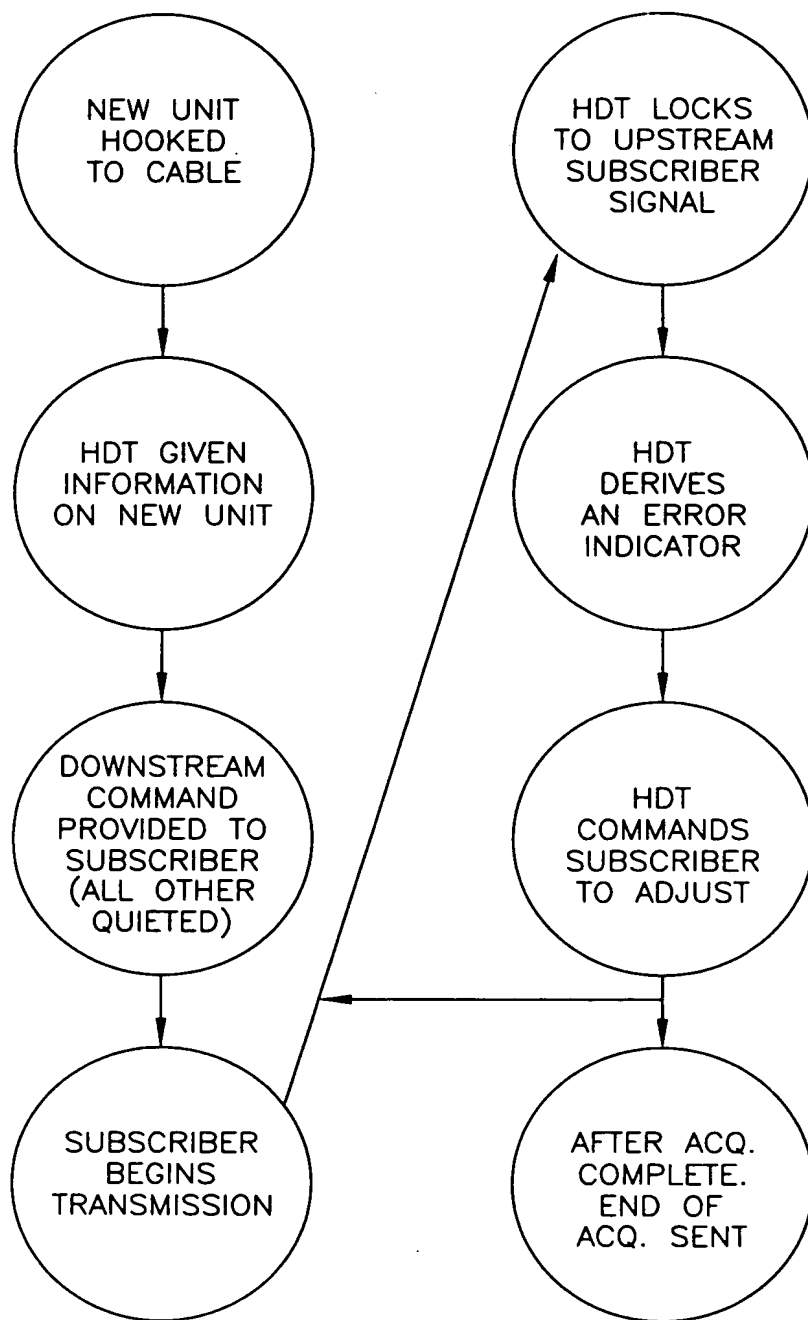 NEW UNIT
HOOKED
TO CABLE
HDT GIVEN
INFORMATION
ON NEW UNIT
DOWNSTREAM
COMMAND
PROVIDED TO
SUBSCRIBER
(ALL OTHER
QUIETED)
SUBSCRIBER
BEGINS
TRANSMISSION
HDT LOCKS
TO UPSTREAM
SUBSCRIBER
SIGNAL
HDT
DERIVES
AN ERROR
INDICATOR
HDT
COMMANDS
SUBSCRIBER
TO ADJUST
AFTER ACQ.
COMPLETE.
END OF
ACQ. SENT